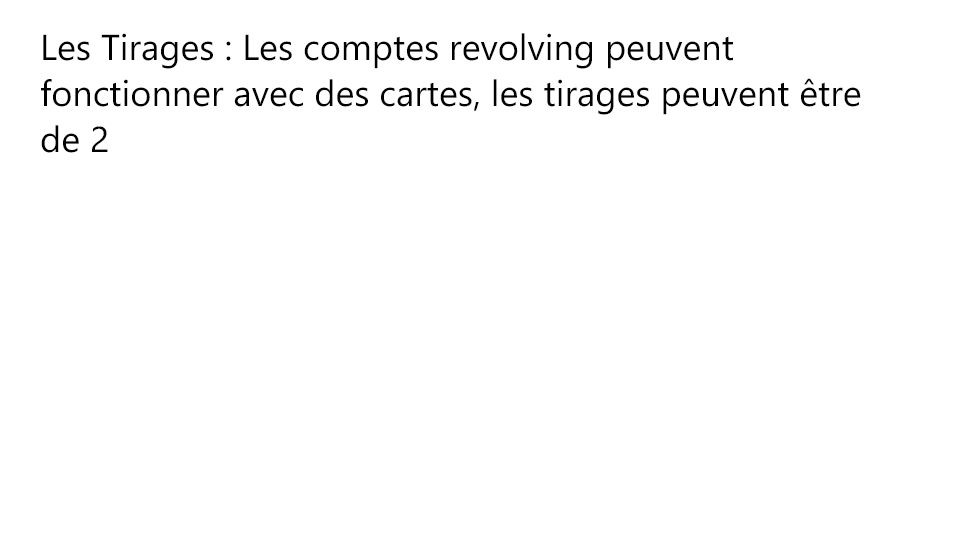 Les Tirages : Les comptes revolving peuvent
fonctionner avec des cartes, les tirages peuvent être
de 2